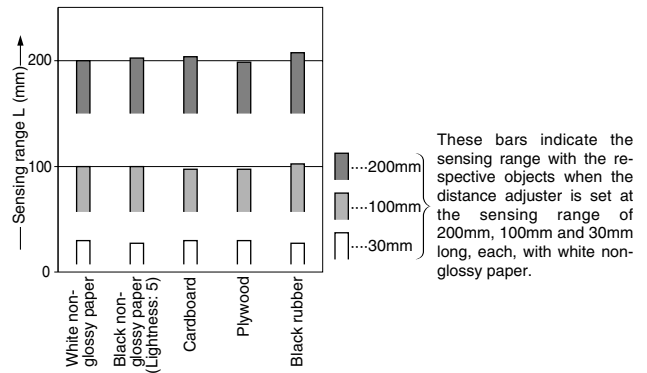 Sensing range L (mm)
200
100
0
White non-
glossy paper
Black non-
glossy paper
(Lightness: 5)
Cardboard
Plywood
Black rubber
····200mm
····100mm
····30mm
These bars indicate the
sensing range with the re-
spective objects when the
distance adjuster is set at
the sensing range of
200mm, 100mm and 30mm
long, each, with white non-
glossy paper.